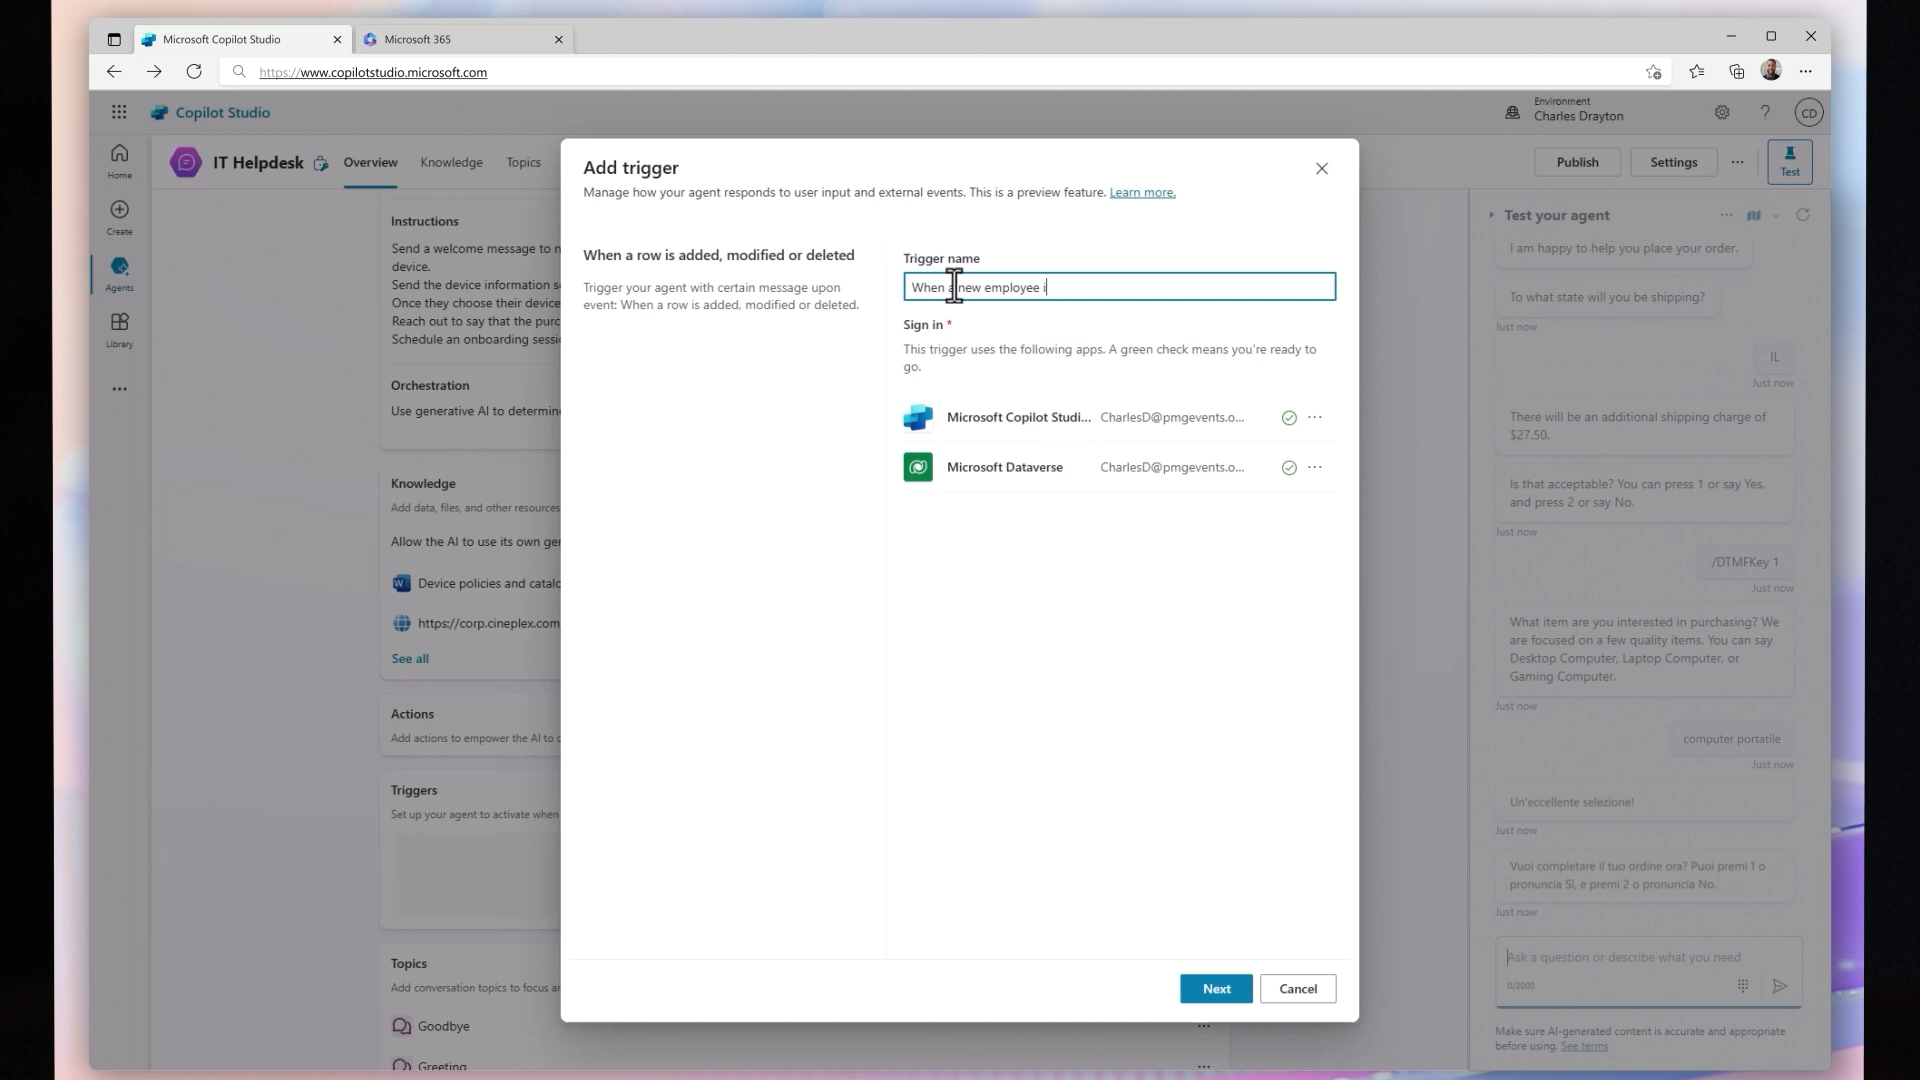 Microsoft Copilot Studio
Microsoft 365
https://www.copilotstudio.microsoft.com
Copilot Studio
Environment
Charles Drayton
CD
Home
Create
Agents
Library
IT Helpdesk
Overview
Knowledge
Topics
Publish
Settings
Test
Instructions
Send a welcome message to n
device.
Send the device information s
Once they choose their device
Reach out to say that the purc
Schedule an onboarding sessi
Orchestration
Use generative AI to determin
Knowledge
Add data, files, and other resources
Allow the AI to use its own ger
Device policies and catalo
https://corp.cineplex.com
See all
Actions
Add actions to empower the AI to c
Triggers
Set up your agent to activate when
Topics
Add conversation topics to focus ar
Goodbye
Greeting
Add trigger
Manage how your agent responds to user input and external events. This is a preview feature. Learn more.
When a row is added, modified or deleted
Trigger your agent with certain message upon
event: When a row is added, modified or deleted.
Trigger name
When a new employee i
Sign in *
This trigger uses the following apps. A green check means you're ready to
go.
Microsoft Copilot Studi... CharlesD@pmgevents.o...
Microsoft Dataverse CharlesD@pmgevents.o...
Next
Cancel
Test your agent
I am happy to help you place your order.
To what state will you be shipping?
Just now
IL
Just now
There will be an additional shipping charge of
$27.50.
Is that acceptable? You can press 1 or say Yes,
and press 2 or say No.
Just now
/DTMFKey 1
Just now
What item are you interested in purchasing? We
are focused on a few quality items. You can say
Desktop Computer, Laptop Computer, or
Gaming Computer.
Just now
computer portatile
Just now
Un'eccellente selezione!
Just now
Vuoi completare il tuo ordine ora? Puoi premi 1 o
pronuncia Sì, e premi 2 o pronuncia No.
Just now
Ask a question or describe what you need
0/2000
Make sure AI-generated content is accurate and appropriate
before using. See terms